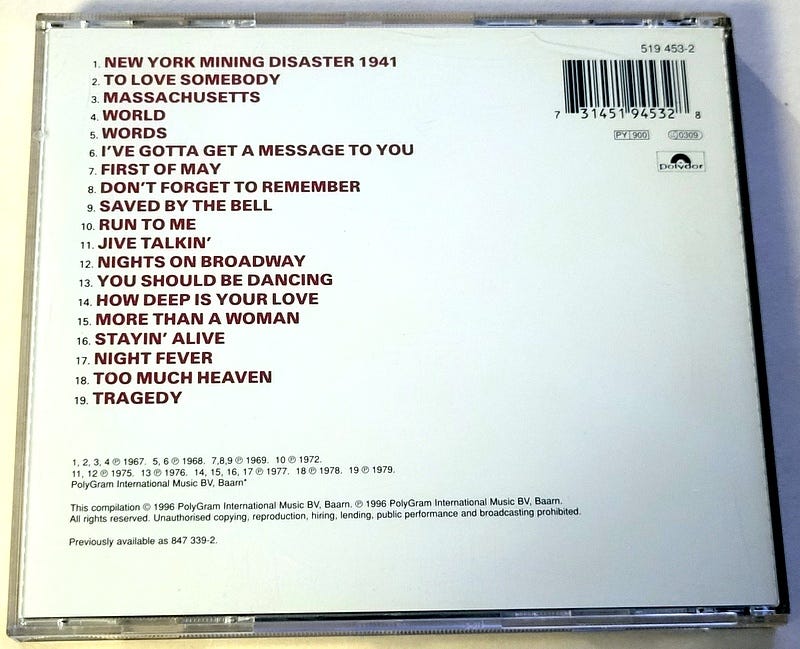 519 453-2
7 31451 94532 8
PY 900
0309
polydor
1. NEW YORK MINING DISASTER 1941
2. TO LOVE SOMEBODY
3. MASSACHUSETTS
4. WORLD
5. WORDS
6. I'VE GOTTA GET A MESSAGE TO YOU
7. FIRST OF MAY
8. DON'T FORGET TO REMEMBER
9. SAVED BY THE BELL
10. RUN TO ME
11. JIVE TALKIN'
12. NIGHTS ON BROADWAY
13. YOU SHOULD BE DANCING
14. HOW DEEP IS YOUR LOVE
15. MORE THAN A WOMAN
16. STAYIN' ALIVE
17. NIGHT FEVER
18. TOO MUCH HEAVEN
19. TRAGEDY
1, 2, 3, 4 ℗ 1967. 5, 6 ℗ 1968. 7,8,9 ℗ 1969. 10 ℗ 1972.
11, 12 ℗ 1975. 13 ℗ 1976. 14, 15, 16, 17 ℗ 1977. 18 ℗ 1978. 19 ℗ 1979.
PolyGram International Music BV, Baarn*
This compilation © 1996 PolyGram International Music BV, Baarn. ℗ 1996 PolyGram International Music BV, Baarn.
All rights reserved. Unauthorised copying, reproduction, hiring, lending, public performance and broadcasting prohibited.
Previously available as 847 339-2.